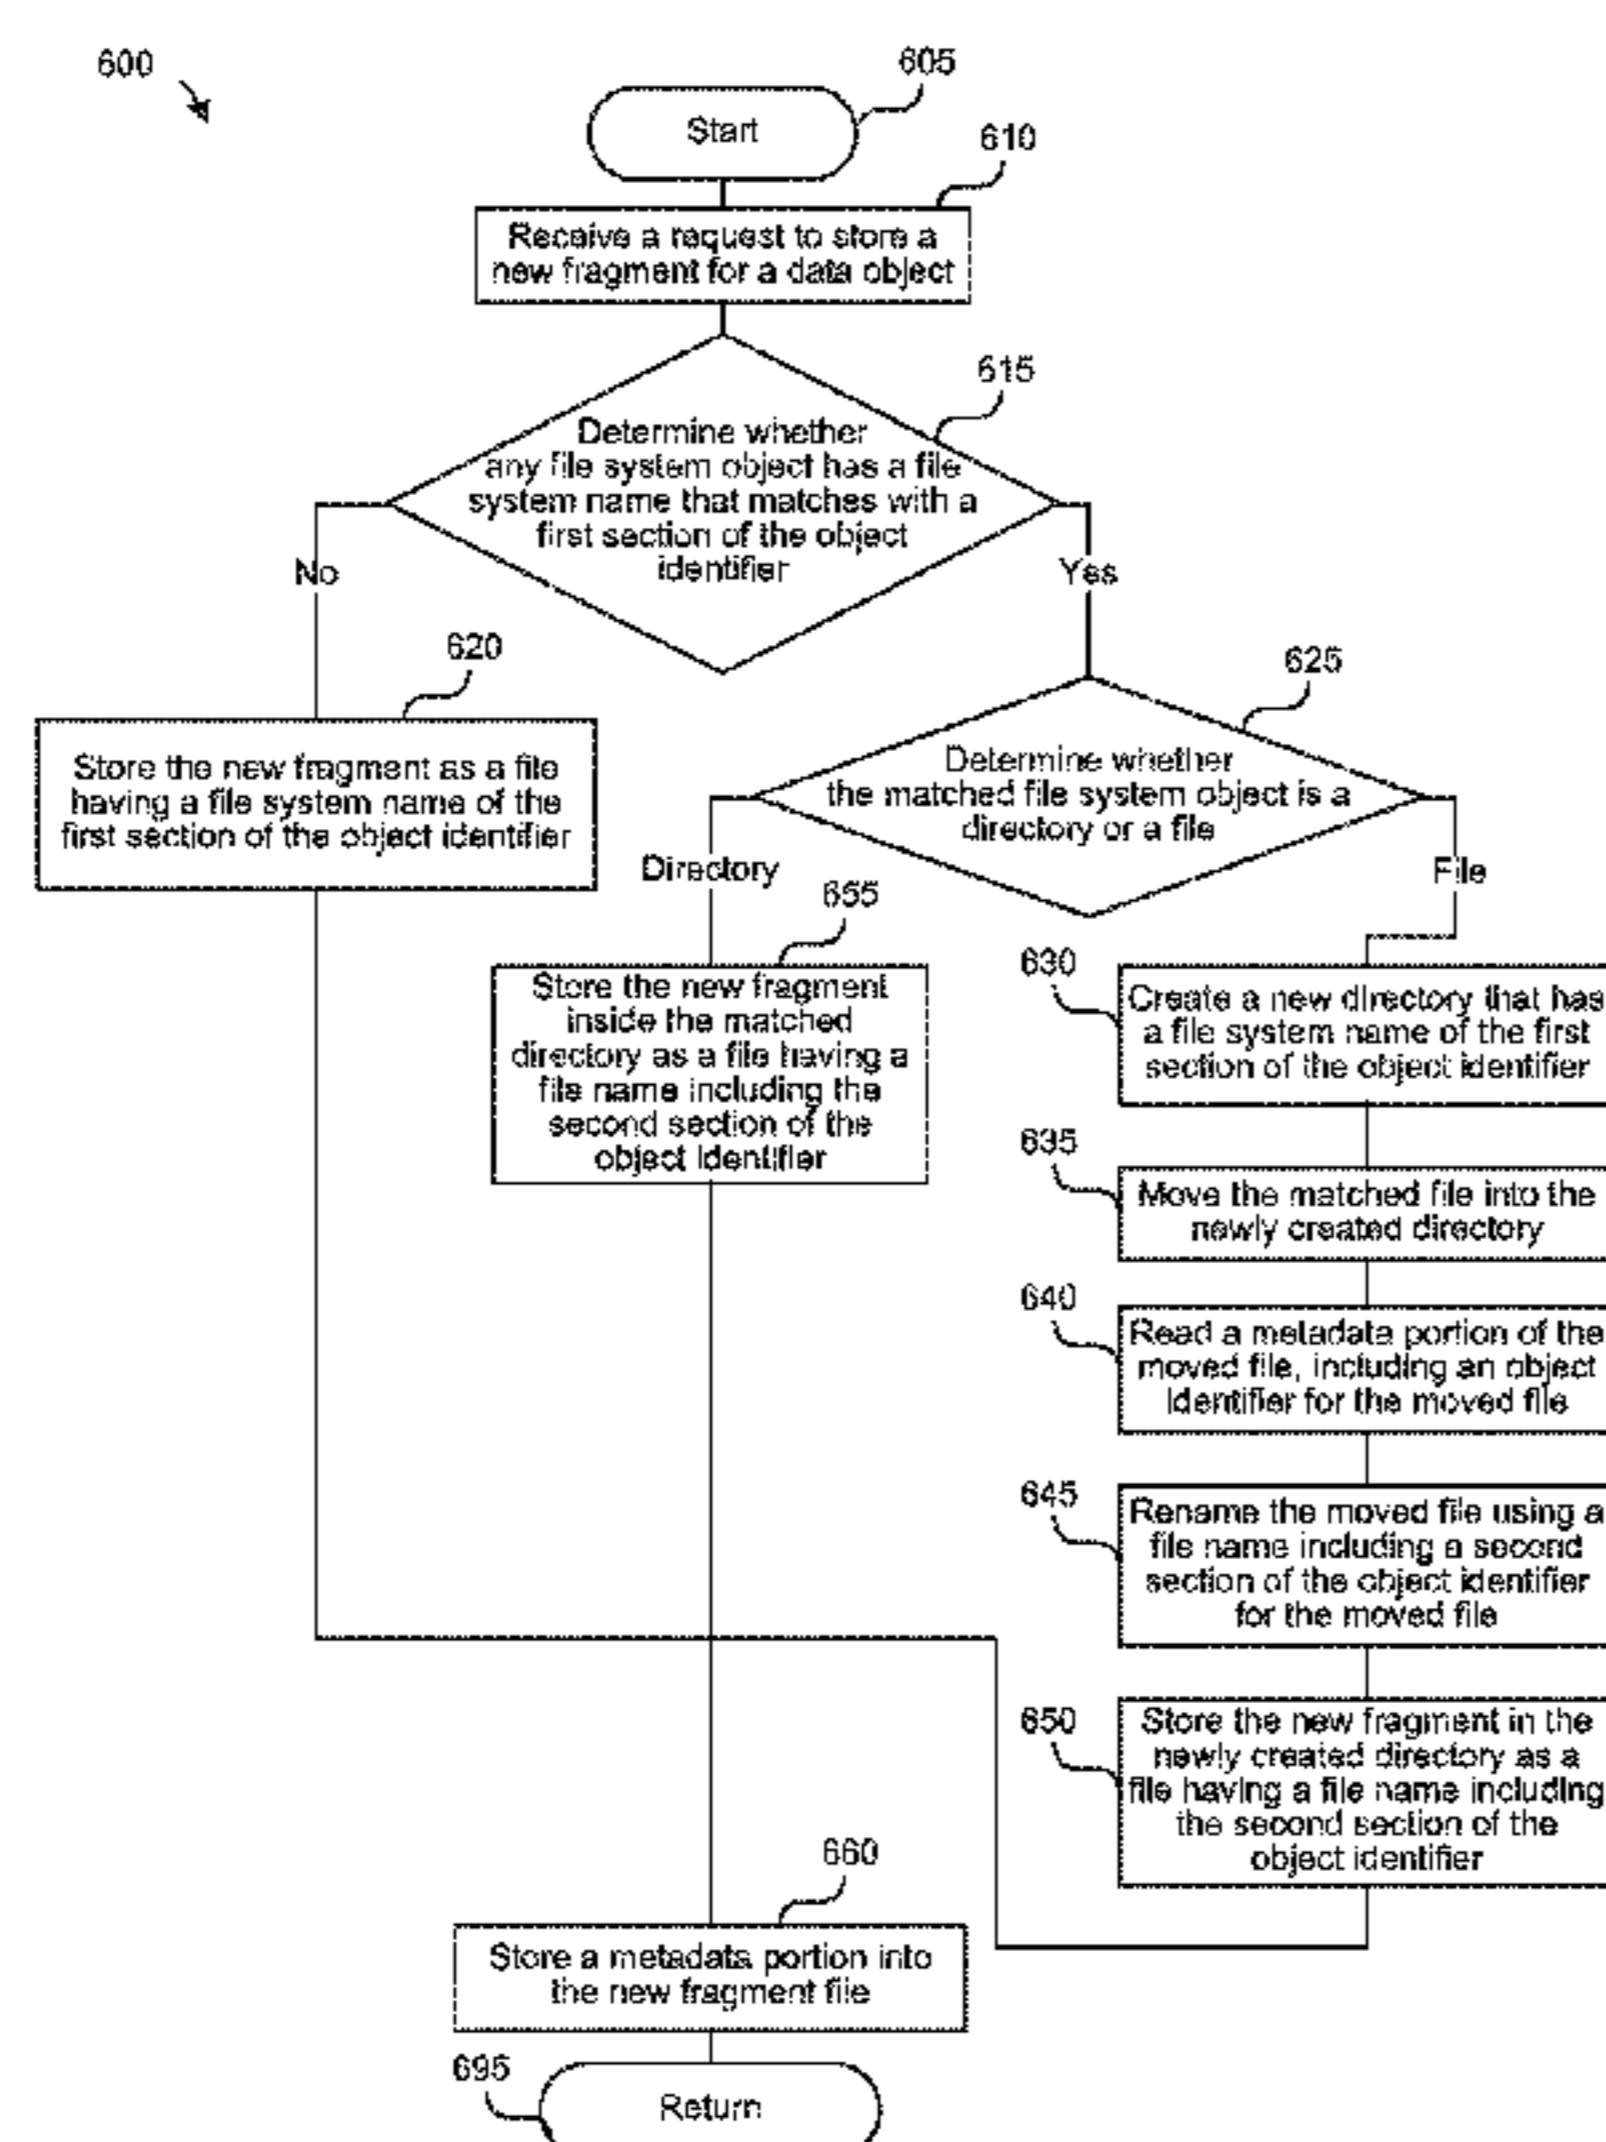 600
605
Start
610
Receive a request to store a
new fragment for a data object
615
Determine whether
any file system object has a file
system name that matches with a
first section of the object
identifier
No
Yes
620
Store the new fragment as a file
having a file system name of the
first section of the object identifier
625
Determine whether
the matched file system object is a
directory or a file
Directory
File
655
Store the new fragment
inside the matched
directory as a file having a
file name including the
second section of the
object identifier
630
Create a new directory that has
a file system name of the first
section of the object identifier
635
Move the matched file into the
newly created directory
640
Read a metadata portion of the
moved file, including an object
identifier for the moved file
645
Rename the moved file using a
file name including a second
section of the object identifier
for the moved file
650
Store the new fragment in the
newly created directory as a
file having a file name including
the second section of the
object identifier
660
Store a metadata portion into
the new fragment file
695
Return